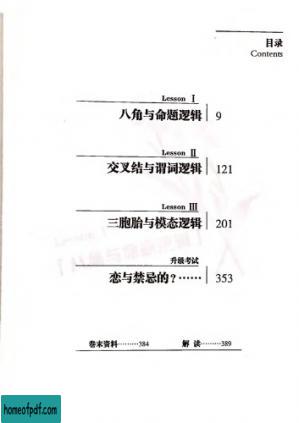 目录
Contents
Lesson Ⅰ
八角与命题逻辑 9
Lesson Ⅱ
交叉结与谓词逻辑 121
Lesson Ⅲ
三胞胎与模态逻辑 201
升级考试
恋与禁忌的？…… 353
卷末资料………384 解 读………389
homeofpdf.com